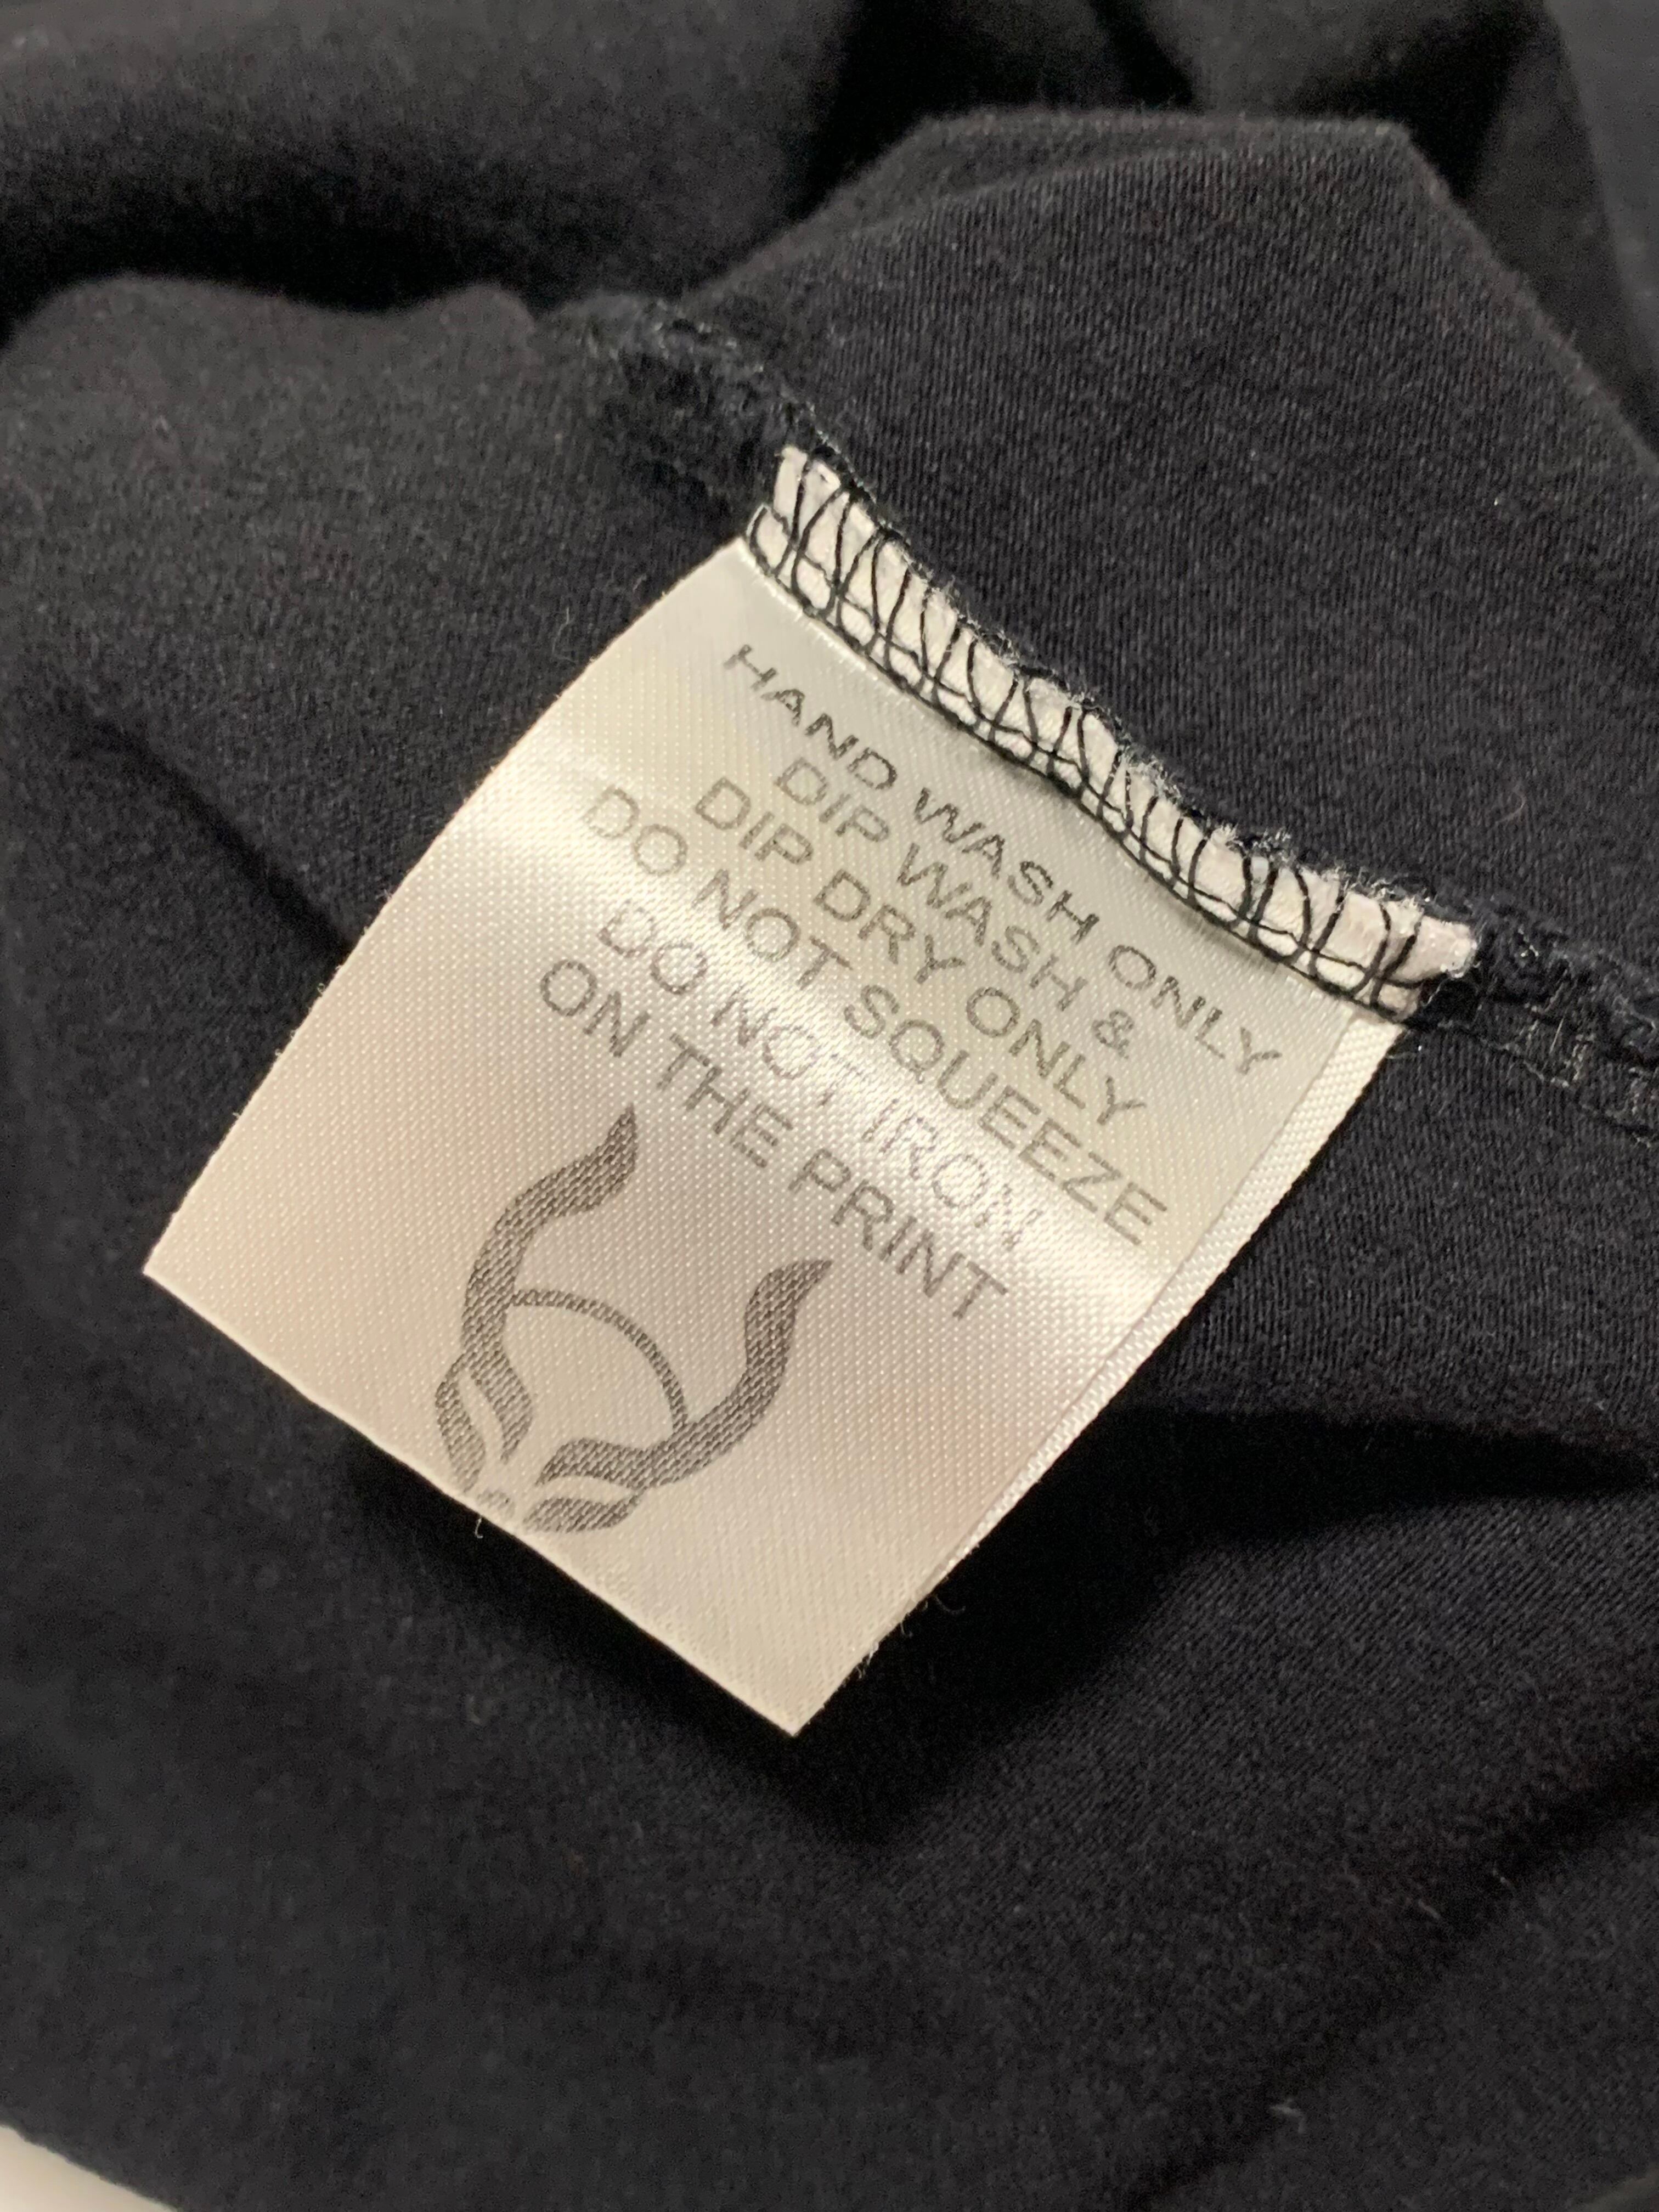 HAND WASH ONLY
DIP WASH &
DIP DRY ONLY
DO NOT SQUEEZE
DO NOT IRON
ON THE PRINT